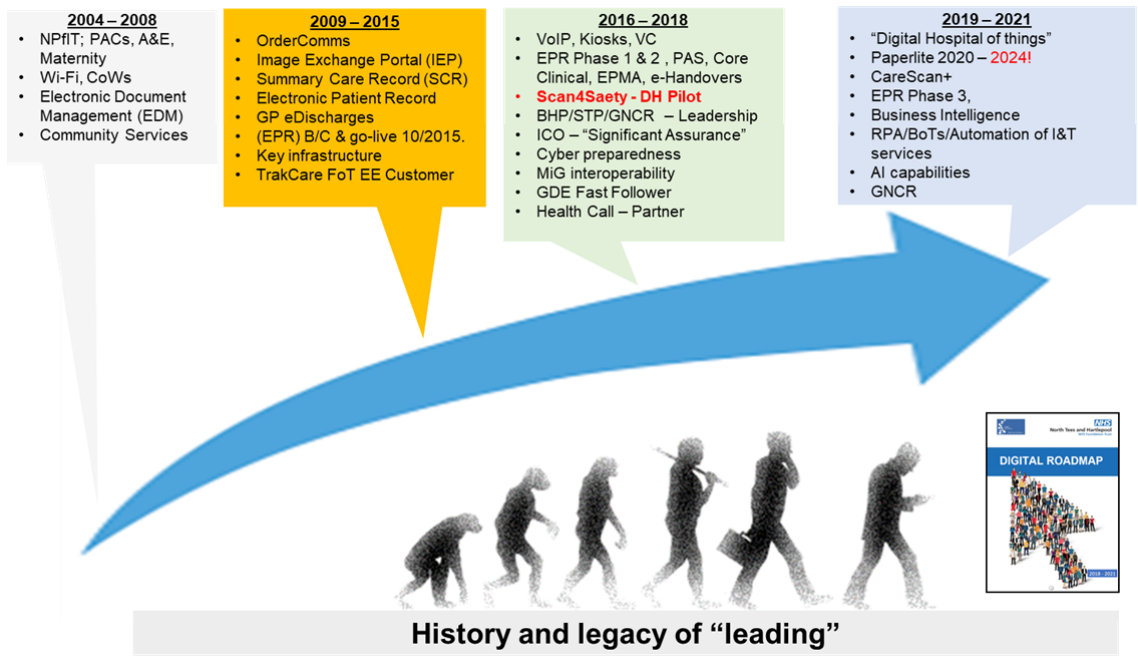 2004 – 2008
• NPfIT; PACs, A&E,
Maternity
• Wi-Fi, CoWs
• Electronic Document
Management (EDM)
• Community Services
2009 – 2015
• OrderComms
• Image Exchange Portal (IEP)
• Summary Care Record (SCR)
• Electronic Patient Record
• GP eDischarges
• (EPR) B/C & go-live 10/2015.
• Key infrastructure
• TrakCare FoT EE Customer
2016 – 2018
• VoIP, Kiosks, VC
• EPR Phase 1 & 2 , PAS, Core
Clinical, EPMA, e-Handovers
• Scan4Saety - DH Pilot
• BHP/STP/GNCR – Leadership
• ICO – “Significant Assurance”
• Cyber preparedness
• MiG interoperability
• GDE Fast Follower
• Health Call – Partner
2019 – 2021
• “Digital Hospital of things”
• Paperlite 2020 – 2024!
• CareScan+
• EPR Phase 3,
• Business Intelligence
• RPA/BoTs/Automation of I&T
services
• AI capabilities
• GNCR
NHS
North Tees and Hartlepool
NHS Foundation Trust
DIGITAL ROADMAP
2018 - 2021
History and legacy of “leading”